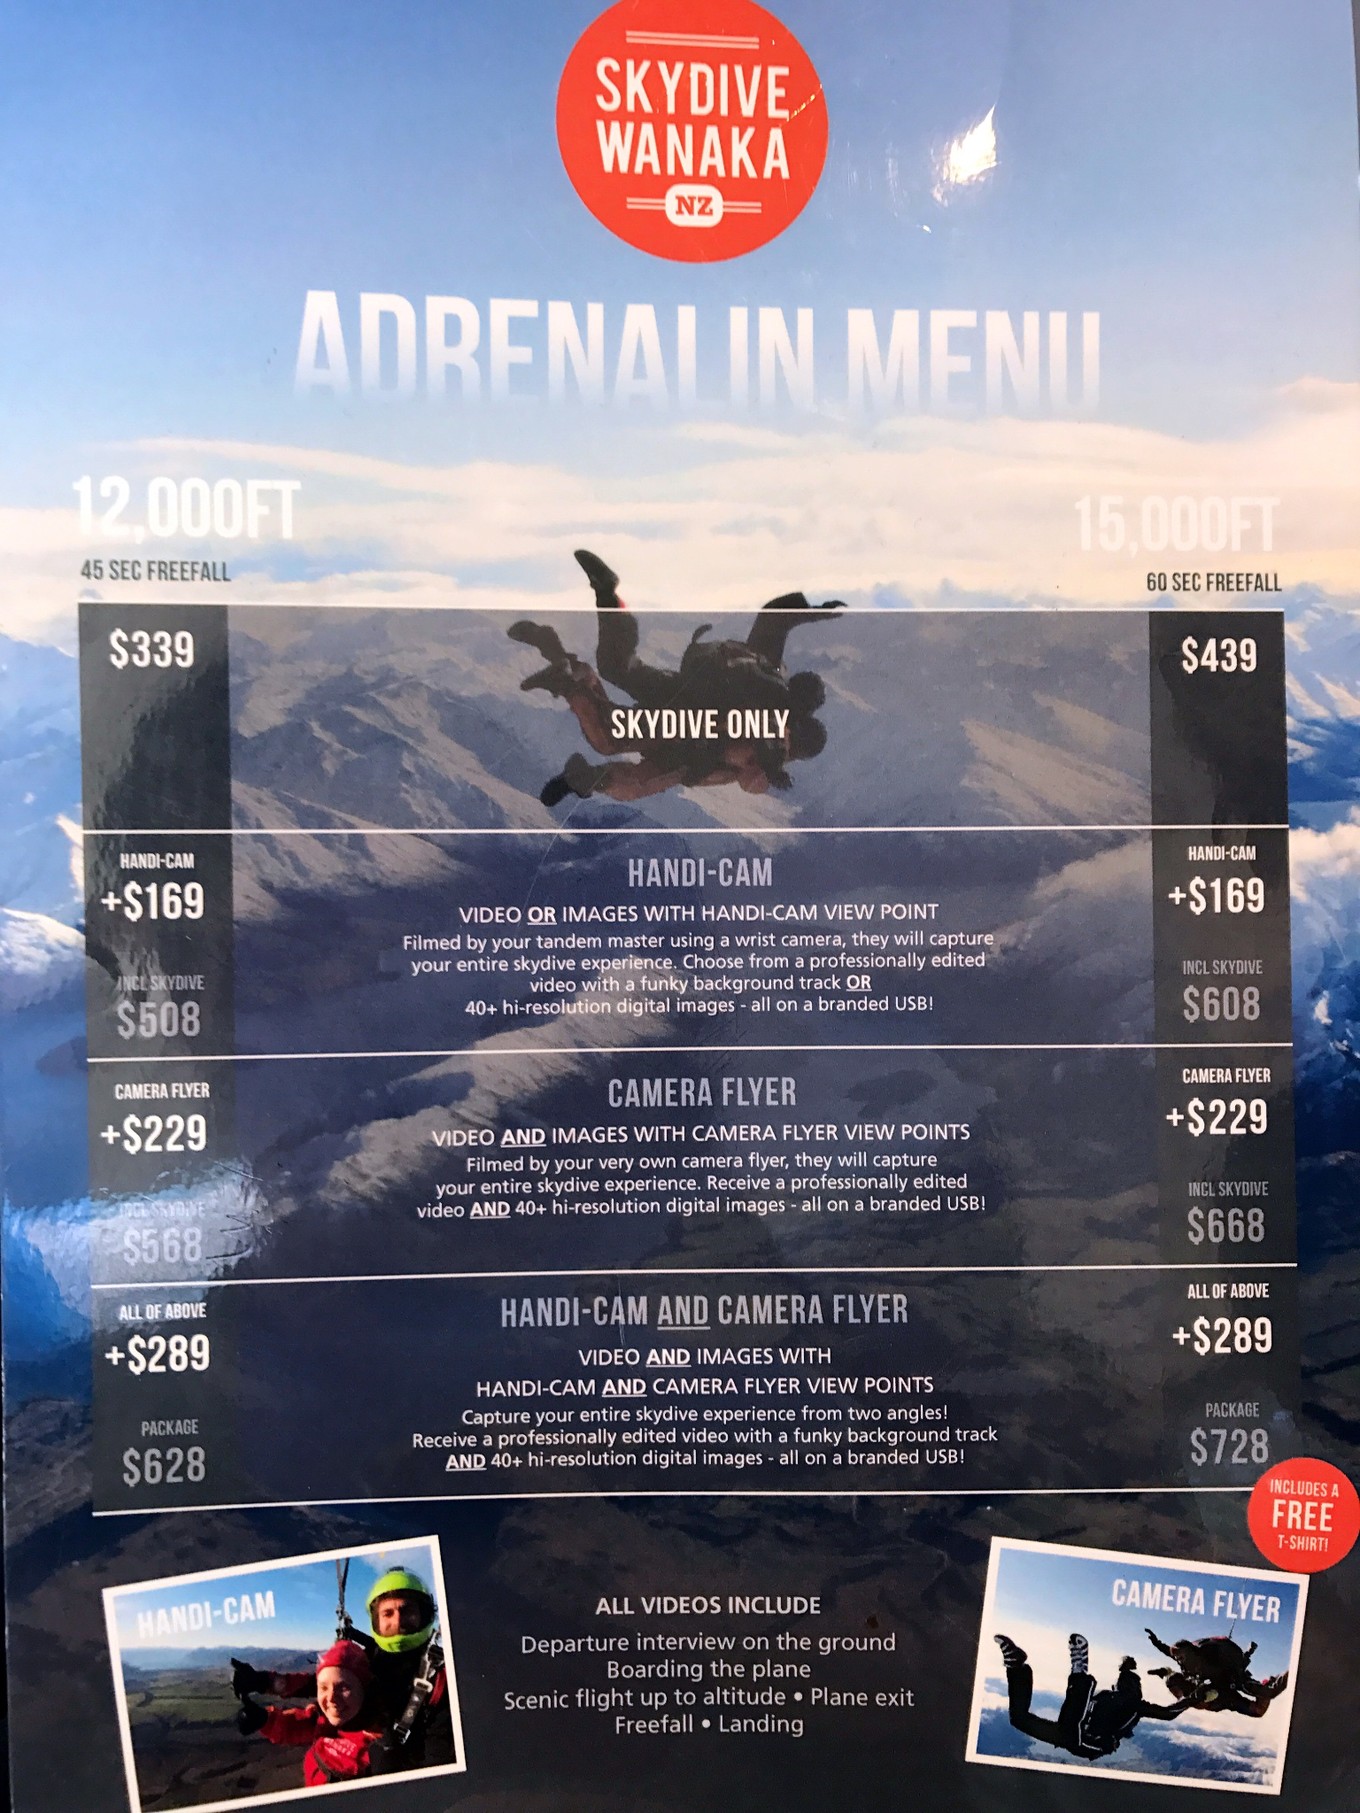 SKYDIVE
WANAKA
NZ
ADRENALIN MENU
12,000FT
45 SEC FREEFALL
15,000FT
60 SEC FREEFALL
$339
SKYDIVE ONLY
$439
HANDI-CAM
+$169
INCL SKYDIVE
$508
HANDI-CAM
VIDEO OR IMAGES WITH HANDI-CAM VIEW POINT
Filmed by your tandem master using a wrist camera, they will capture
your entire skydive experience. Choose from a professionally edited
video with a funky background track OR
40+ hi-resolution digital images - all on a branded USB!
HANDI-CAM
+$169
INCL SKYDIVE
$608
CAMERA FLYER
+$229
INCL SKYDIVE
$568
CAMERA FLYER
VIDEO AND IMAGES WITH CAMERA FLYER VIEW POINTS
Filmed by your very own camera flyer, they will capture
your entire skydive experience. Receive a professionally edited
video AND 40+ hi-resolution digital images - all on a branded USB!
CAMERA FLYER
+$229
INCL SKYDIVE
$668
ALL OF ABOVE
+$289
PACKAGE
$628
HANDI-CAM AND CAMERA FLYER
VIDEO AND IMAGES WITH
HANDI-CAM AND CAMERA FLYER VIEW POINTS
Capture your entire skydive experience from two angles!
Receive a professionally edited video with a funky background track
AND 40+ hi-resolution digital images - all on a branded USB!
ALL OF ABOVE
+$289
PACKAGE
$728
INCLUDES A
FREE
T-SHIRT!
HANDI-CAM
ALL VIDEOS INCLUDE
Departure interview on the ground
Boarding the plane
Scenic flight up to altitude • Plane exit
Freefall • Landing
CAMERA FLYER